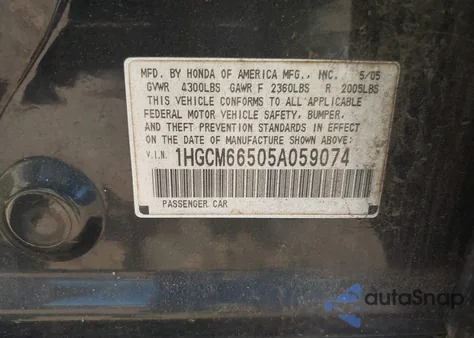 MFD. BY HONDA OF AMERICA MFG., INC. 5/05
GVWR 4300LBS GAWR F 2360LBS R 2005LBS
THIS VEHICLE CONFORMS TO ALL APPLICABLE
FEDERAL MOTOR VEHICLE SAFETY, BUMPER,
AND THEFT PREVENTION STANDARDS IN EFFECT
ON THE DATE OF MANUFACTURE SHOWN ABOVE.
V.I.N. 1HGCM66505A059074
PASSENGER CAR
autoSnap